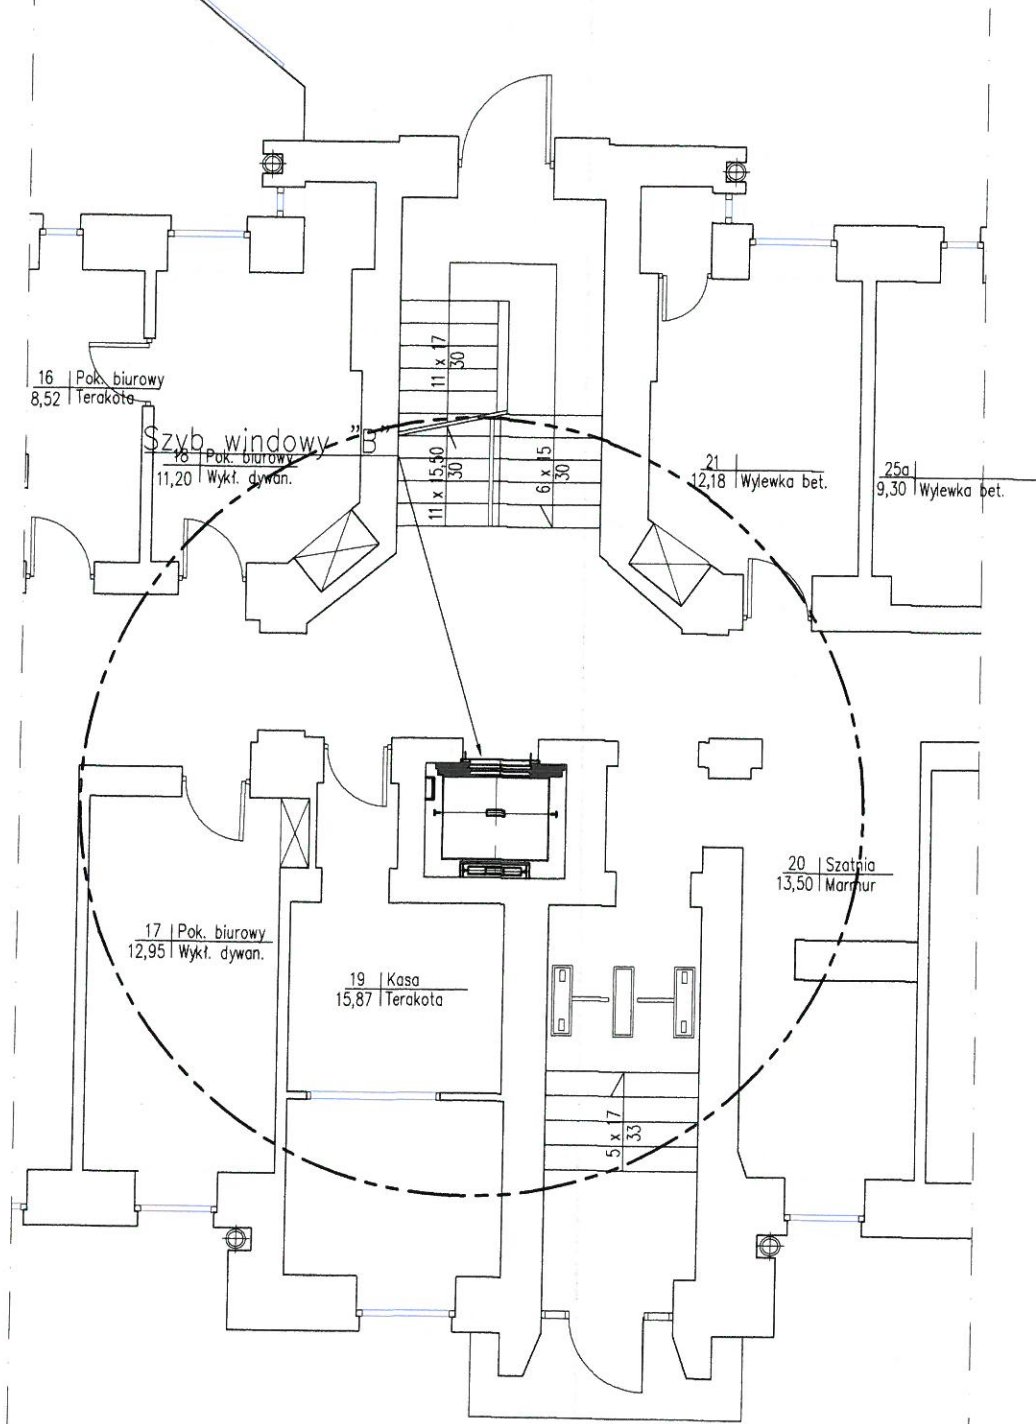 11 x 17
30
16 Pok. biurowy
8,52 Terakota
Szyb windowy "B"
18 Pok. biurowy
11,20 Wykł. dywan.
11 x 15,50
30
6 x 15
30
21
12,18 Wylewka bet.
25a
9,30 Wylewka bet.
20 Szatnia
13,50 Marmur
17 Pok. biurowy
12,95 Wykł. dywan.
19 Kasa
15,87 Terakota
5 x 17
33